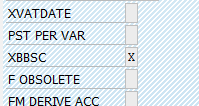 XVATDATE
PST PER VAR
XBBSC X
F OBSOLETE
FM DERIVE ACC